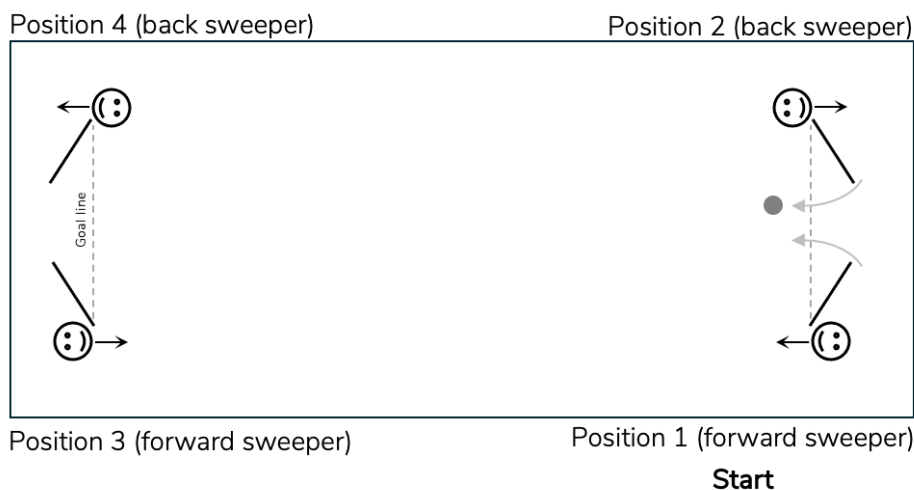 Position 4 (back sweeper)
Position 2 (back sweeper)
Goal line
Position 3 (forward sweeper)
Position 1 (forward sweeper)
Start